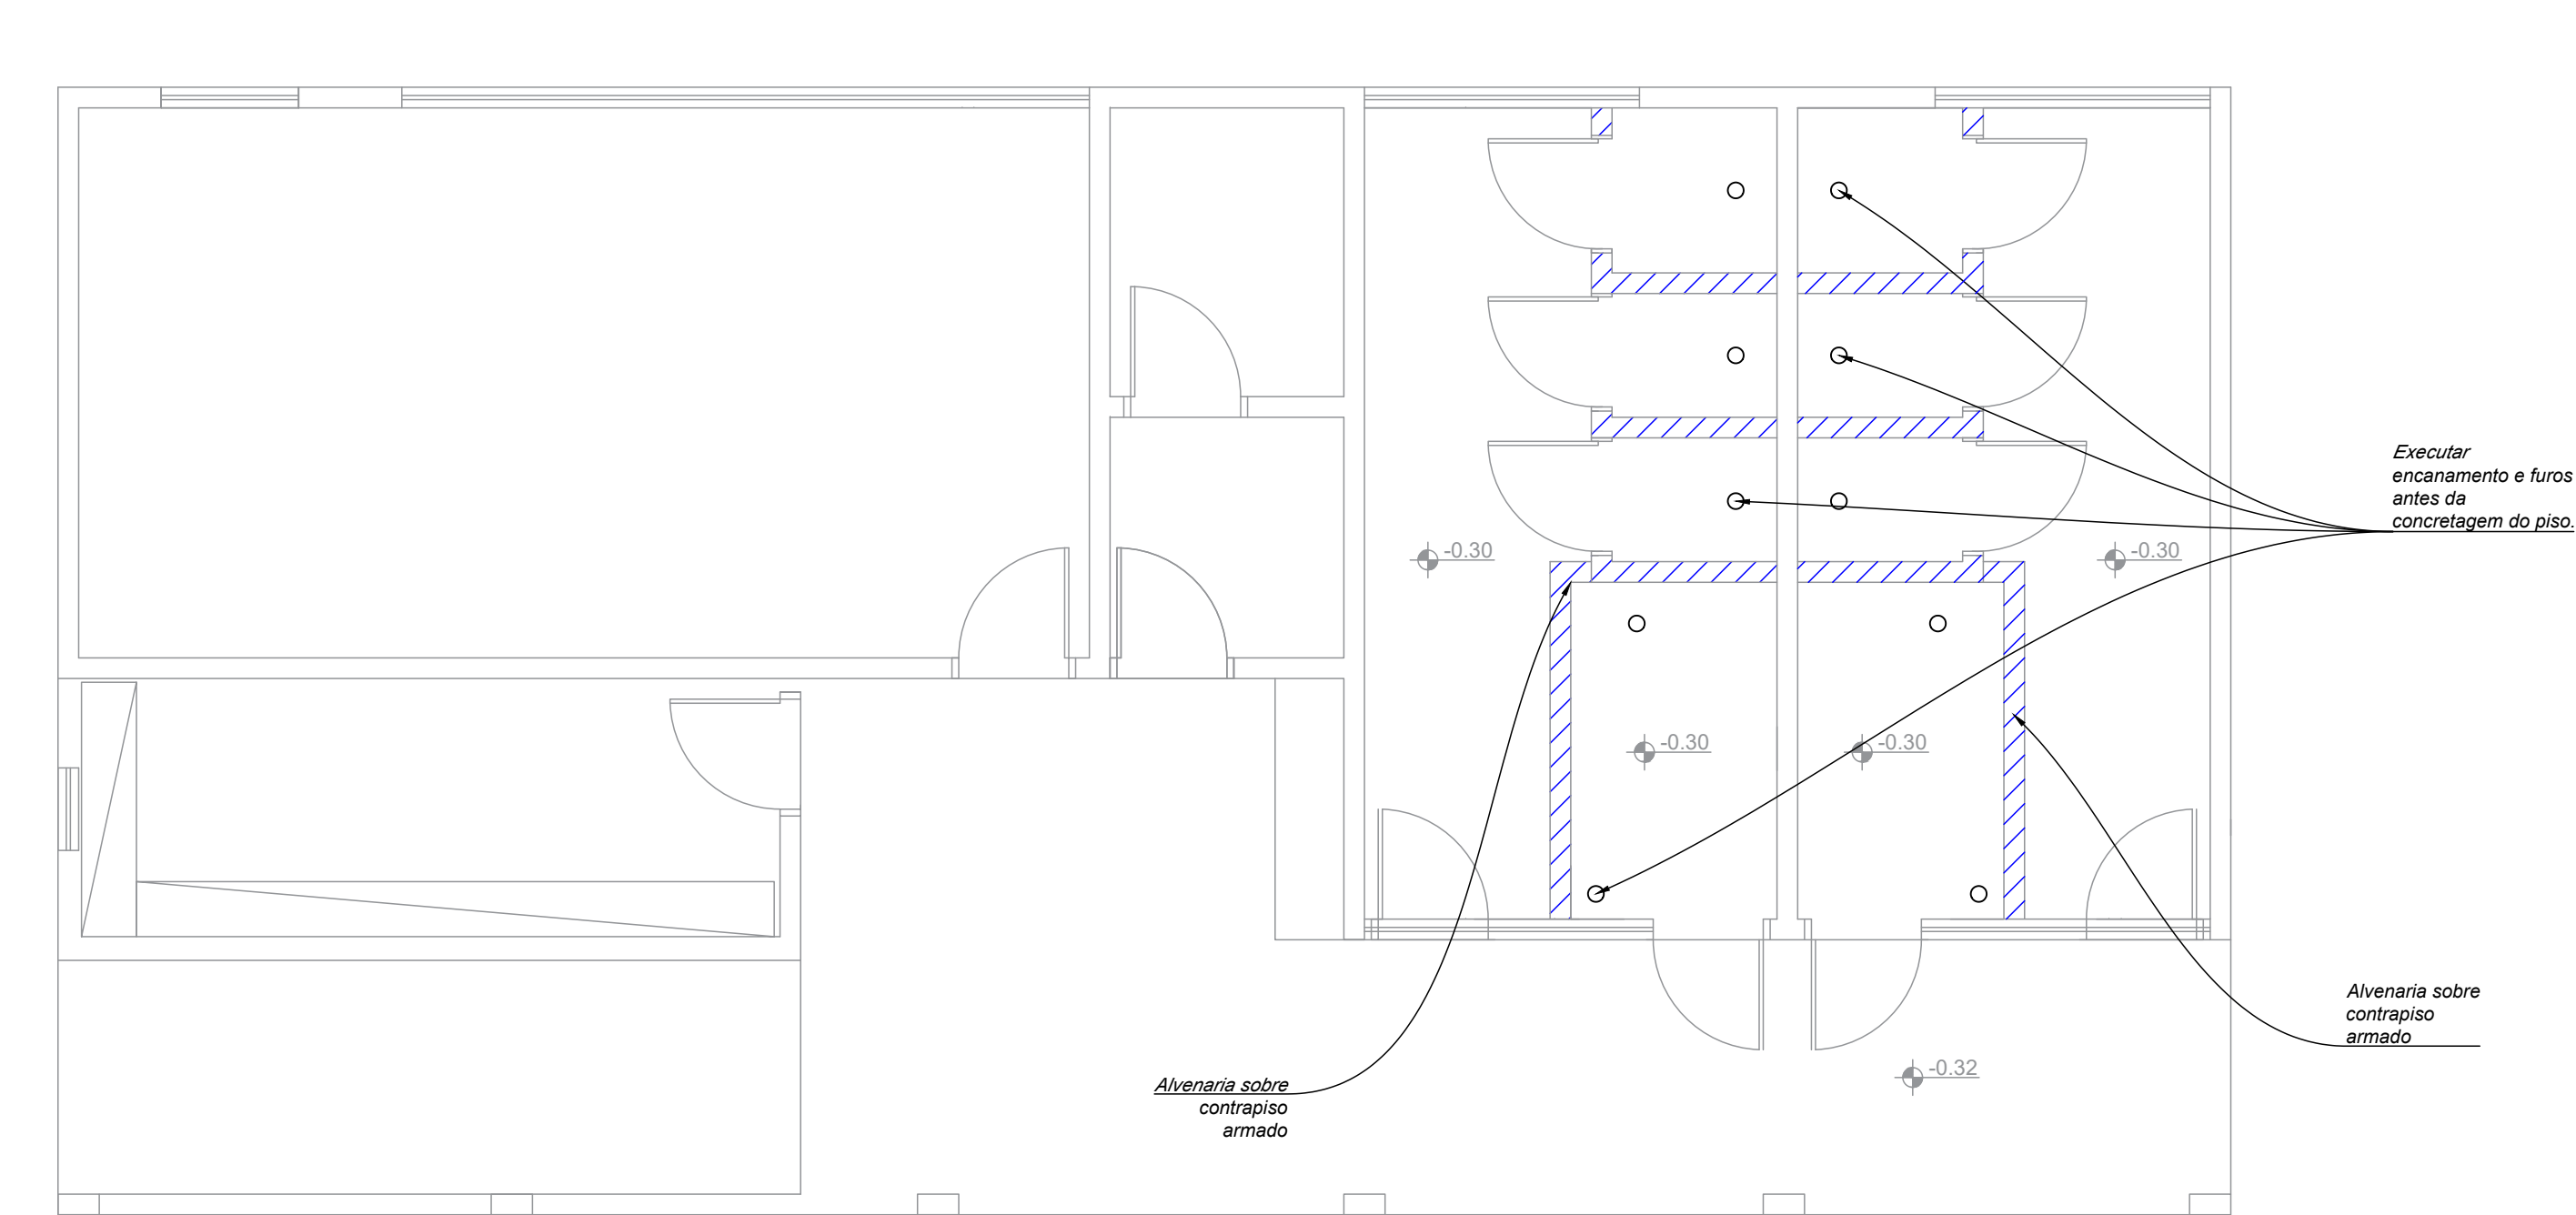 Executar
encanamento e furos
antes da
concretagem do piso.
-0.30
-0.30
-0.30
-0.30
Alvenaria sobre
contrapiso
armado
-0.32
Alvenaria sobre
contrapiso
armado